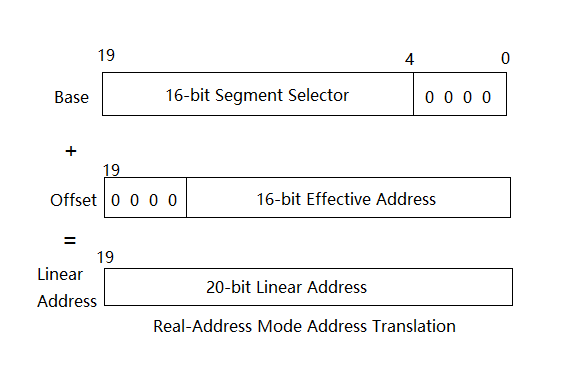 19 4 0
Base 16-bit Segment Selector 0 0 0 0
+
19
Offset 0 0 0 0 16-bit Effective Address
=
19
Linear
Address
20-bit Linear Address
Real-Address Mode Address Translation